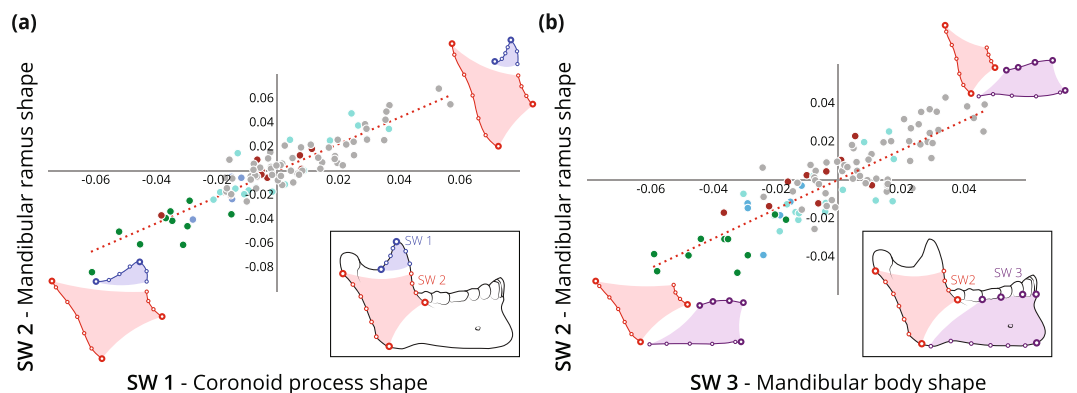 (a)
SW 2 - Mandibular ramus shape
0.06
0.04
0.02
-0.06 -0.04 -0.02 0.02 0.04 0.06
-0.02
-0.04
-0.06
-0.08
SW 1
SW 2
SW 1 - Coronoid process shape
(b)
SW 2 - Mandibular ramus shape
0.04
0.02
-0.06 -0.04 -0.02 0.02 0.04
-0.02
-0.04
SW2
SW 3
SW 3 - Mandibular body shape